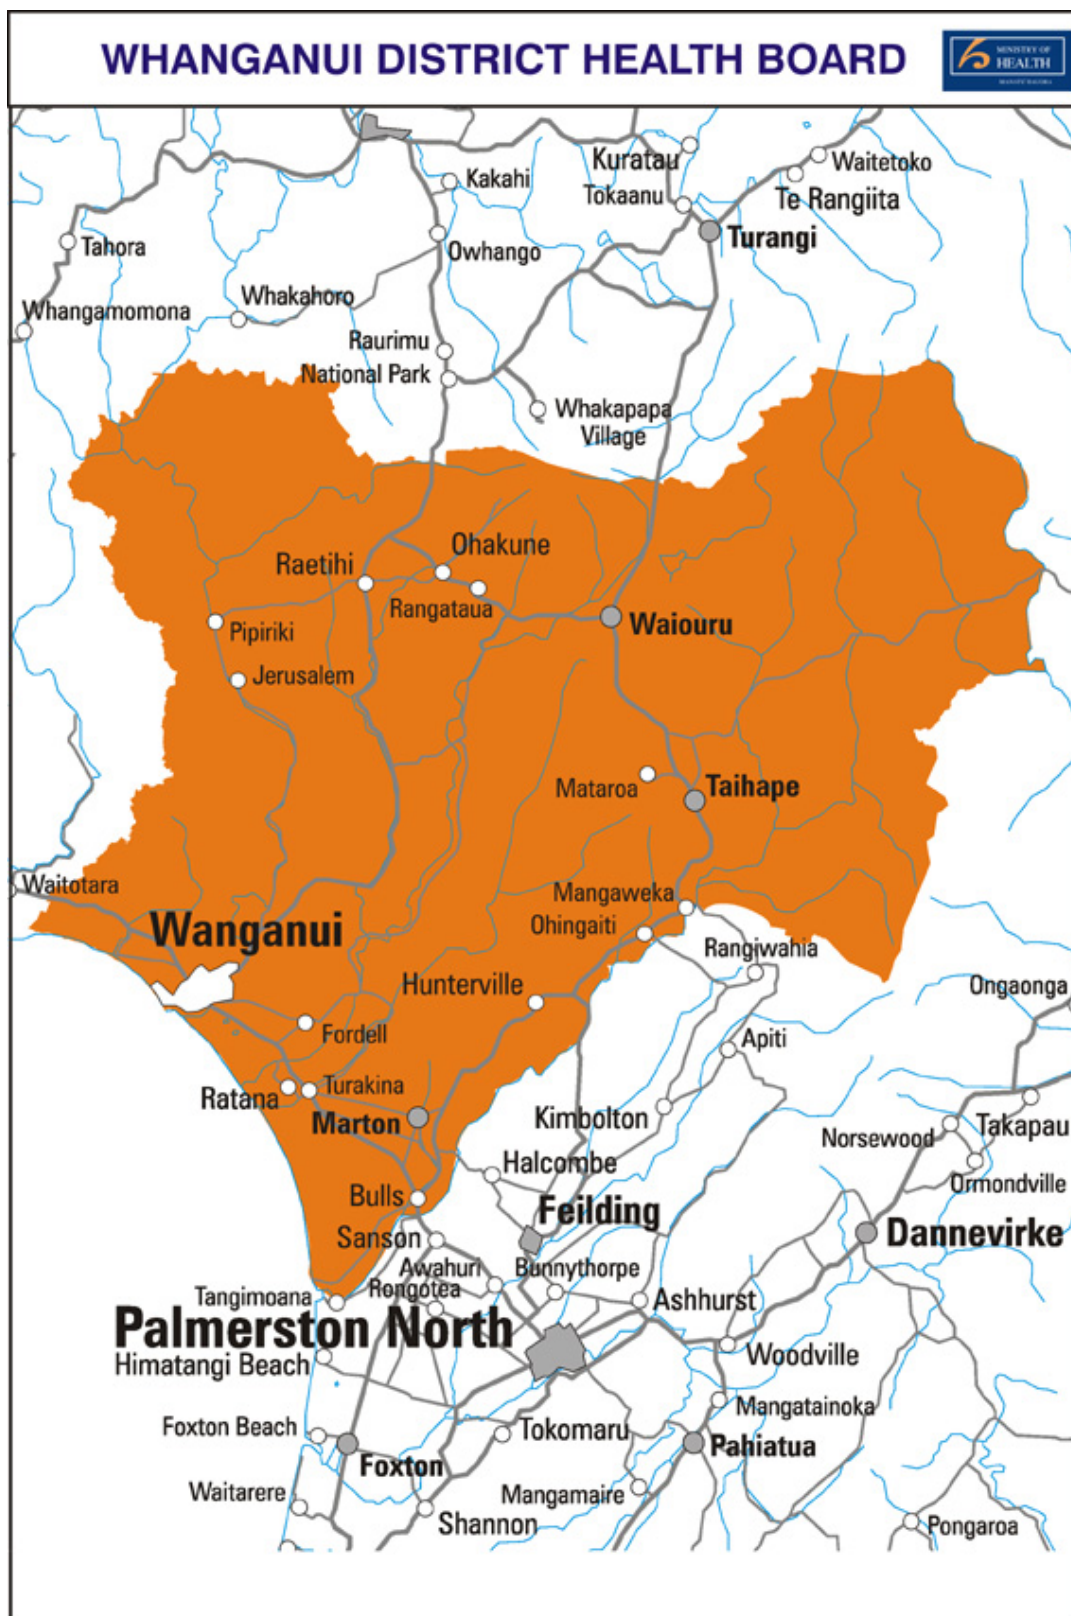 WHANGANUI DISTRICT HEALTH BOARD
MINISTRY OF
HEALTH
MANATŪ HAUORA
Kuratau
Waitetoko
Kakahi
Tokaanu
Te Rangiita
Turangi
Tahora
Owhango
Whakahoro
Whangamomona
Raurimu
National Park
Whakapapa
Village
Ohakune
Raetihi
Rangataua
Waiouru
Pipiriki
Jerusalem
Mataroa
Taihape
Waitotara
Mangaweka
Wanganui
Ohingaiti
Rangiwahia
Hunterville
Ongaonga
Fordell
Apiti
Ratana
Turakina
Marton
Kimbolton
Norsewood
Takapau
Halcombe
Ormondville
Bulls
Feilding
Sanson
Dannevirke
Awahuri
Bunnythorpe
Rongotea
Tangimoana
Ashhurst
Palmerston North
Himatangi Beach
Woodville
Mangatainoka
Foxton Beach
Tokomaru
Pahiatua
Foxton
Waitarere
Mangamaire
Shannon
Pongaroa